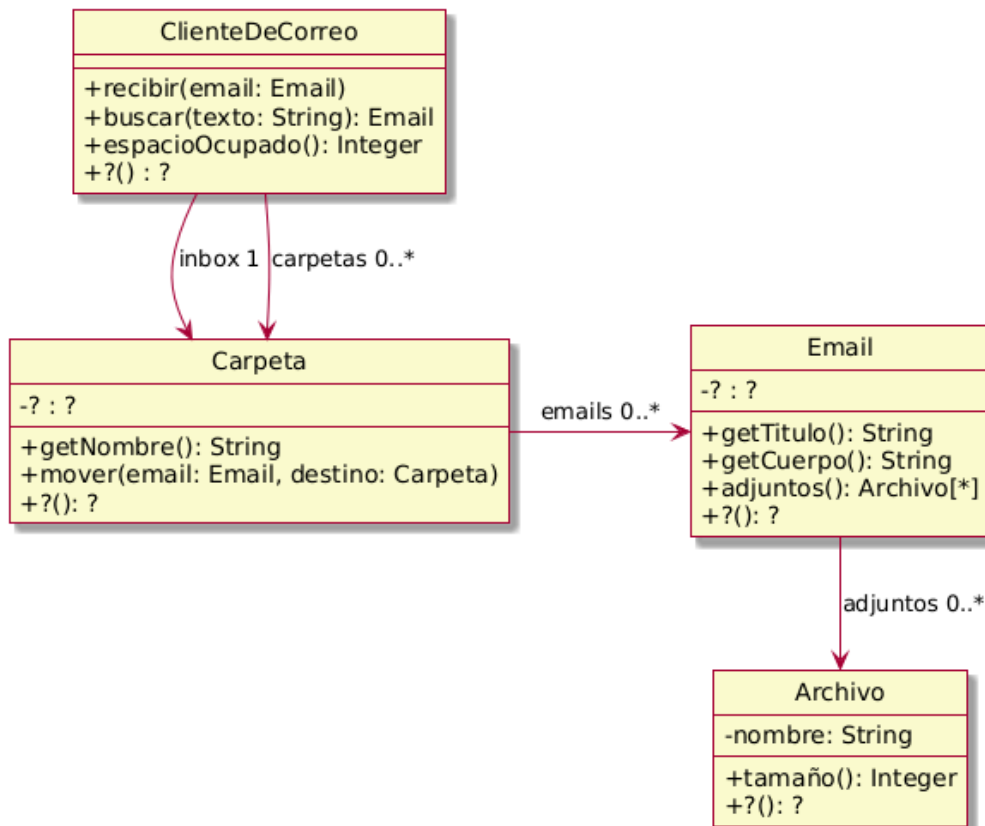 ClienteDeCorreo
+recibir(email: Email)
+buscar(texto: String): Email
+espacioOcupado(): Integer
+?() : ?
inbox 1
carpetas 0..*
Carpeta
-? : ?
+getNombre(): String
+mover(email: Email, destino: Carpeta)
+?(): ?
emails 0..*
Email
-? : ?
+getTitulo(): String
+getCuerpo(): String
+adjuntos(): Archivo[*]
+?(): ?
adjuntos 0..*
Archivo
-nombre: String
+tamaño(): Integer
+?(): ?